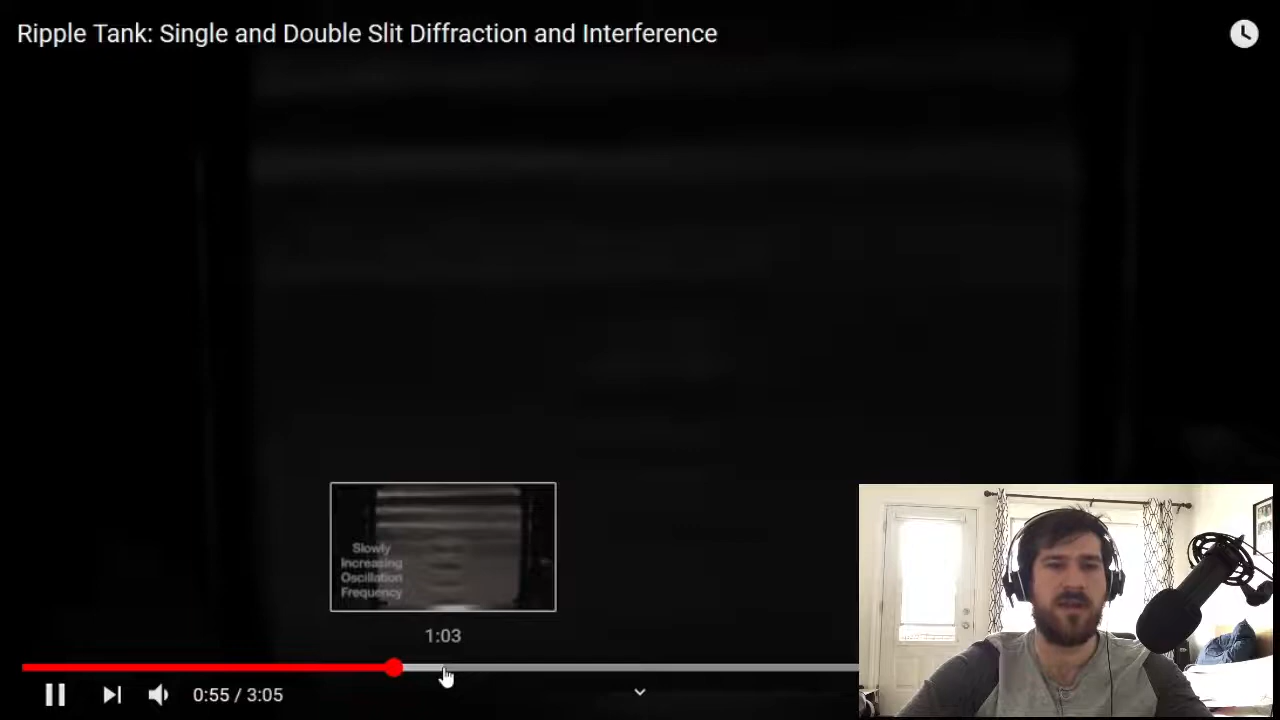 Ripple Tank: Single and Double Slit Diffraction and Interference
Slowly
Increasing
Oscillation
Frequency
1:03
0:55 / 3:05